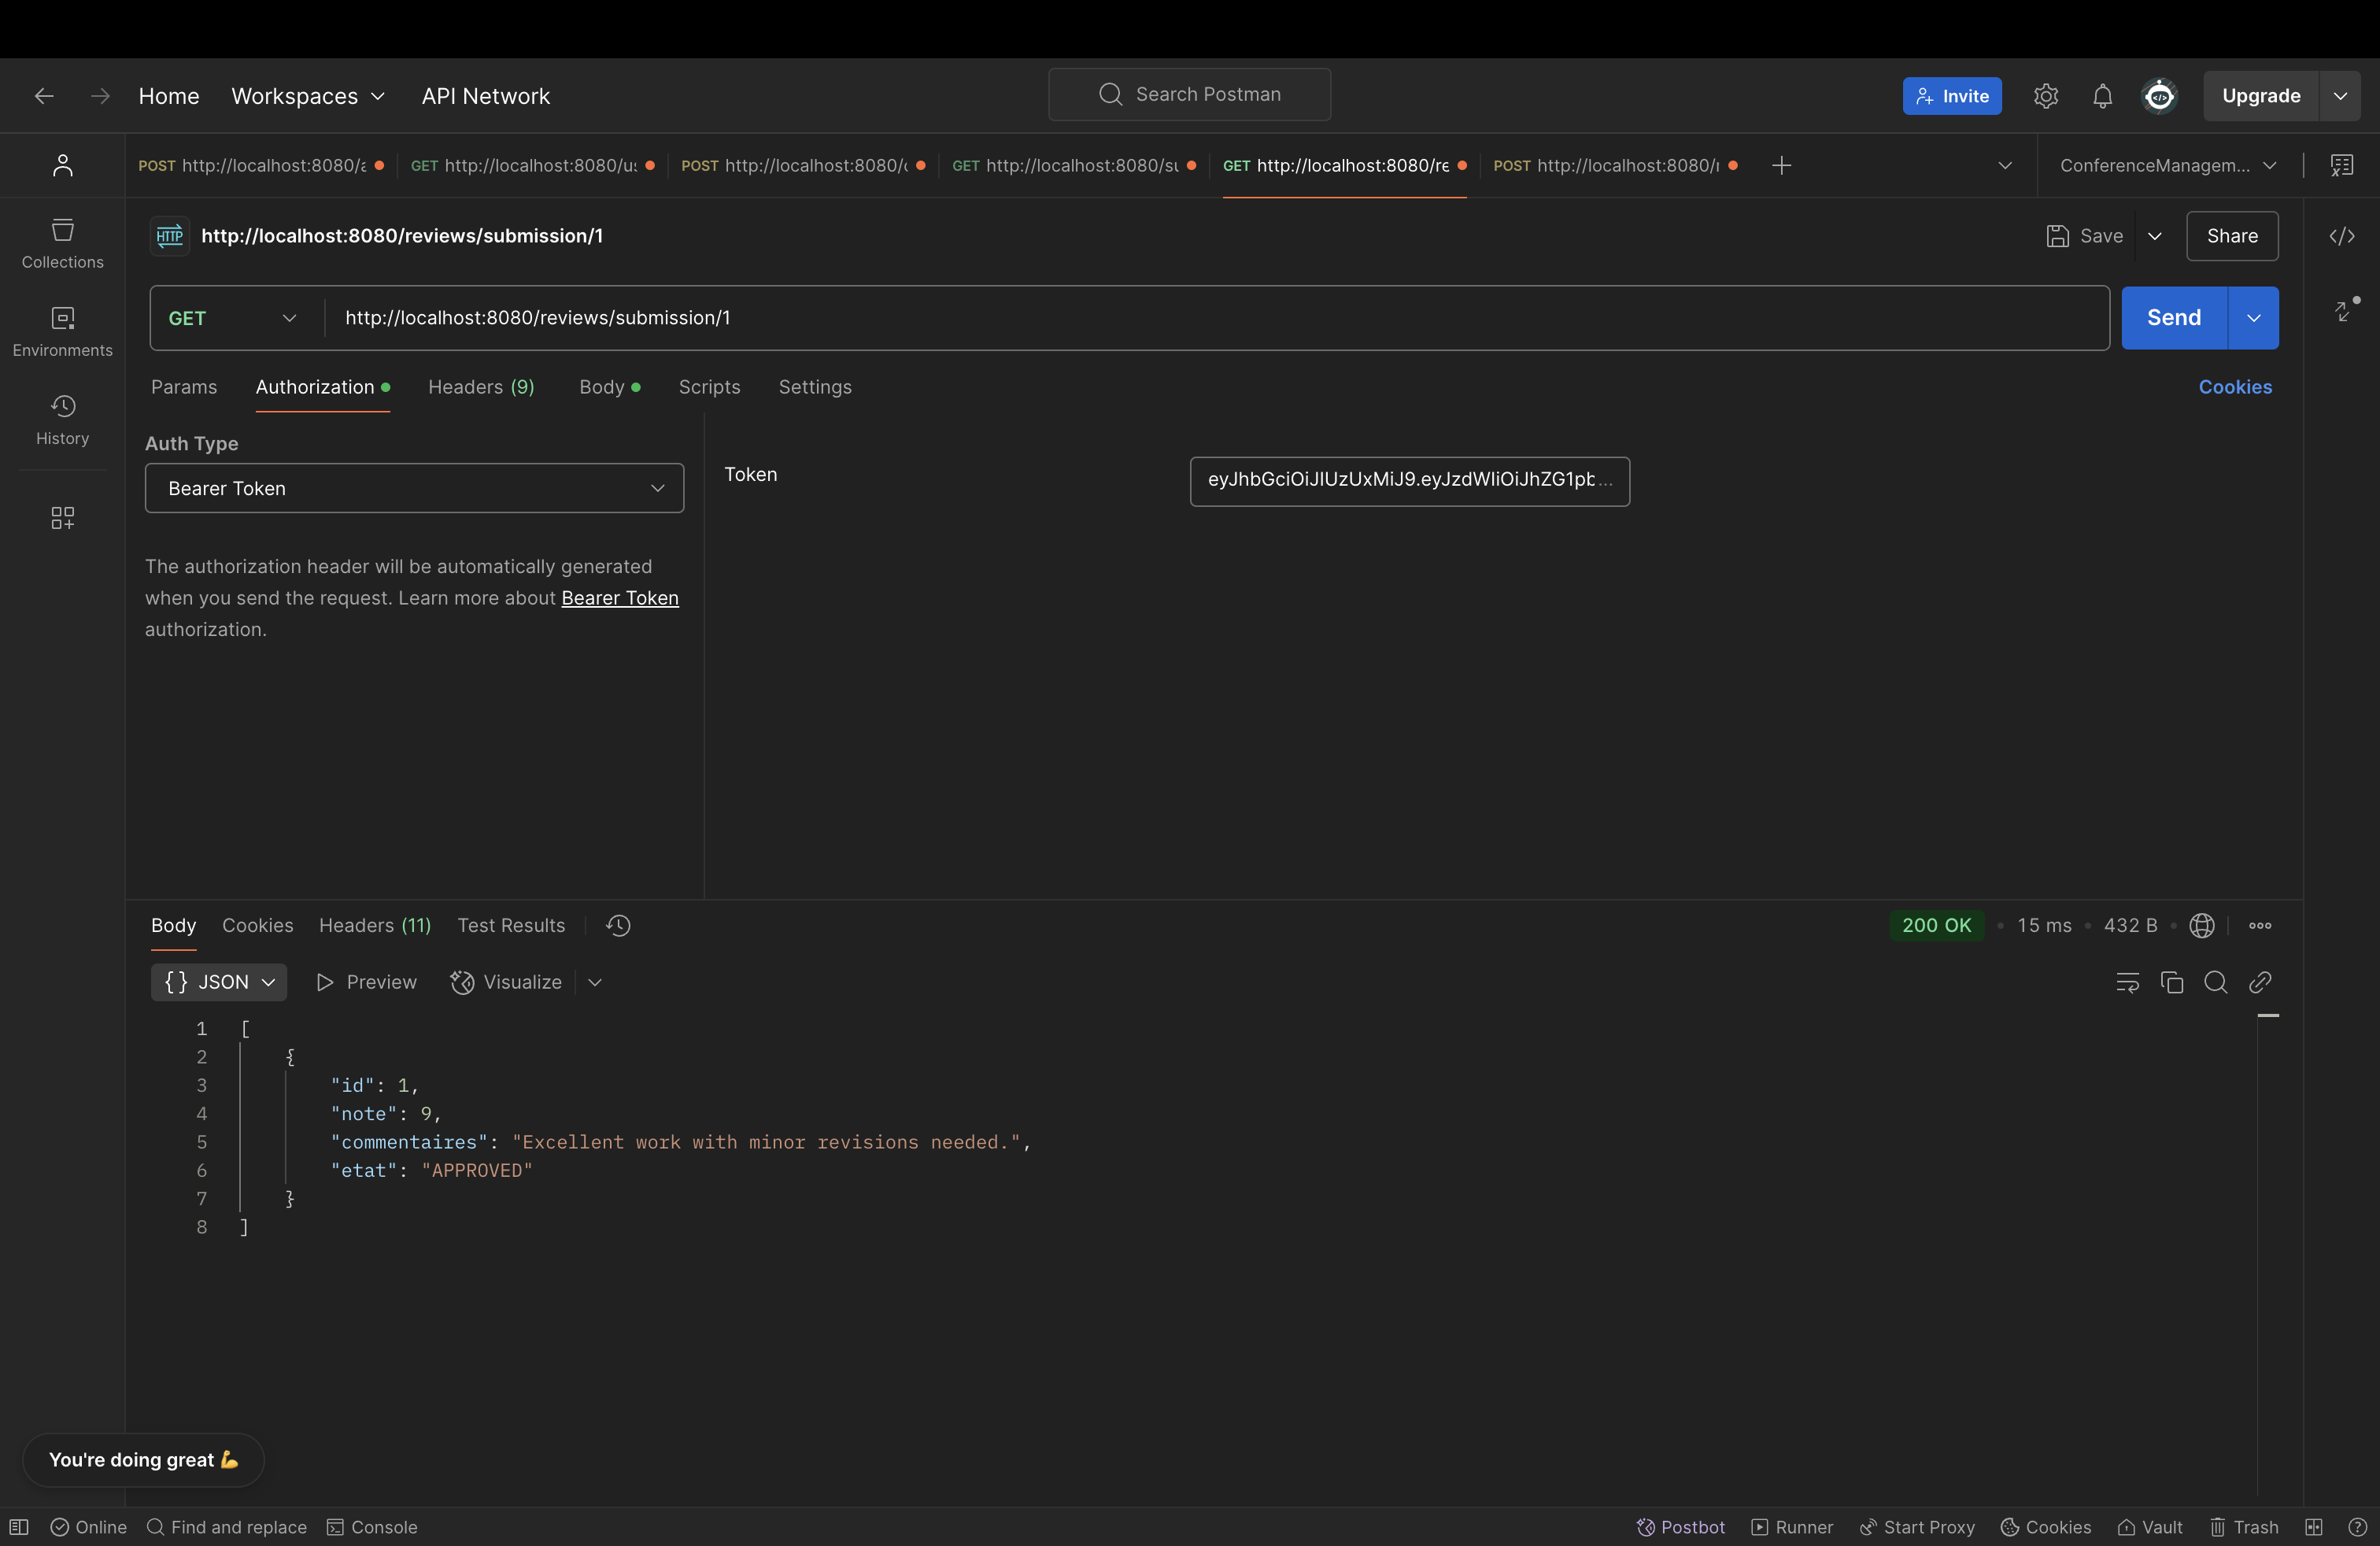 Home Workspaces API Network
Search Postman
Invite
Upgrade
POST http://localhost:8080/a
GET http://localhost:8080/us
POST http://localhost:8080/c
GET http://localhost:8080/su
GET http://localhost:8080/re
POST http://localhost:8080/r
ConferenceManagem...
HTTP http://localhost:8080/reviews/submission/1
Save
Share
Collections
Environments
History
GET http://localhost:8080/reviews/submission/1
Send
Params Authorization Headers (9) Body Scripts Settings
Cookies
Auth Type
Bearer Token
The authorization header will be automatically generated
when you send the request. Learn more about Bearer Token
authorization.
Token
eyJhbGciOiJIUzUxMiJ9.eyJzdWIiOiJhZG1pb...
Body Cookies Headers (11) Test Results
200 OK • 15 ms • 432 B •
{} JSON Preview Visualize
1 [
2 {
3 "id": 1,
4 "note": 9,
5 "commentaires": "Excellent work with minor revisions needed.",
6 "etat": "APPROVED"
7 }
8 ]
You're doing great 💪
Online Find and replace Console
Postbot Runner Start Proxy Cookies Vault Trash